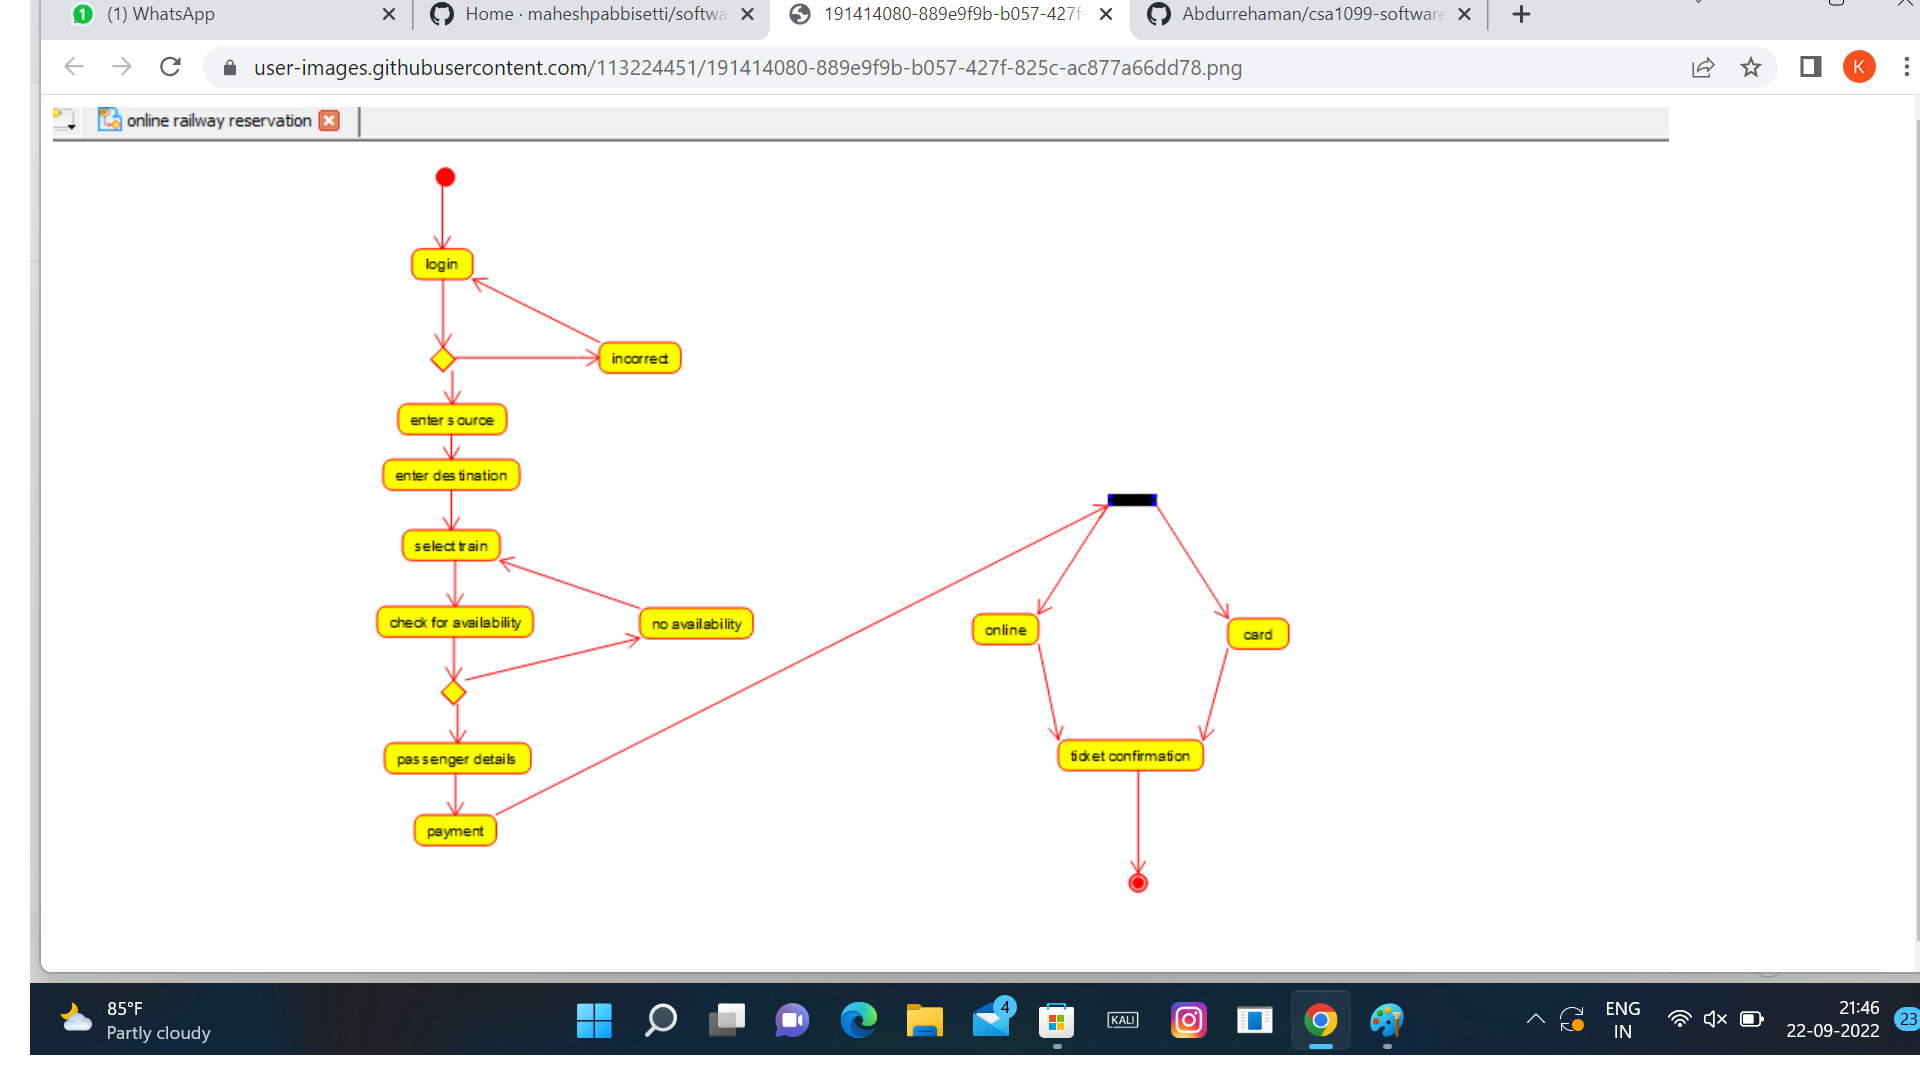 (1) WhatsApp
Home · maheshpabbisetti/softwa
191414080-889e9f9b-b057-427f-
Abdurrehaman/csa1099-software
user-images.githubusercontent.com/113224451/191414080-889e9f9b-b057-427f-825c-ac877a66dd78.png
K
online railway reservation
login
incorrect
enter source
enter destination
select train
check for availability
no availability
passenger details
payment
online
card
ticket confirmation
85°F
Partly cloudy
4
KALI
ENG
IN
21:46
22-09-2022
23